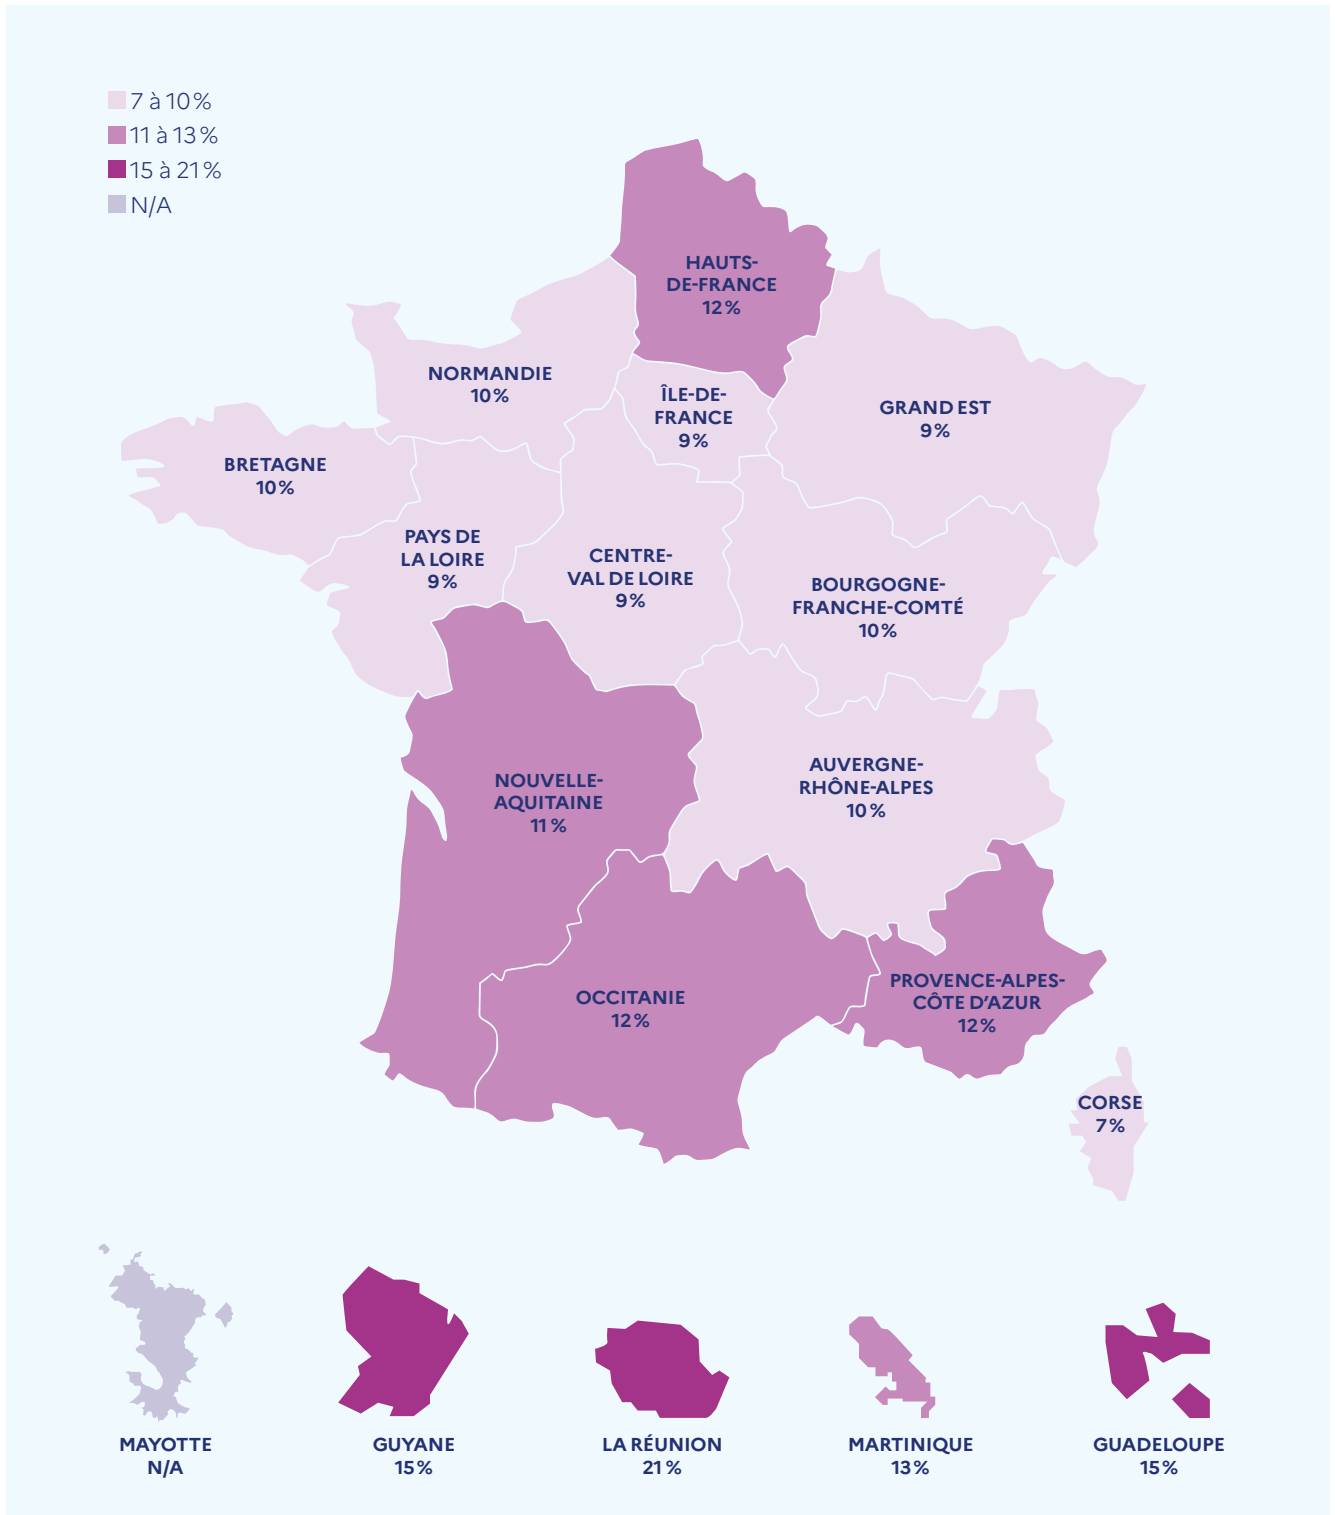 7 à 10 %
11 à 13 %
15 à 21 %
N/A
HAUTS-
DE-FRANCE
12 %
NORMANDIE
10 %
ÎLE-DE-
FRANCE
9 %
GRAND EST
9 %
BRETAGNE
10 %
PAYS DE
LA LOIRE
9 %
CENTRE-
VAL DE LOIRE
9 %
BOURGOGNE-
FRANCHE-COMTÉ
10 %
NOUVELLE-
AQUITAINE
11 %
AUVERGNE-
RHÔNE-ALPES
10 %
OCCITANIE
12 %
PROVENCE-ALPES-
CÔTE D’AZUR
12 %
CORSE
7 %
MAYOTTE
N/A
GUYANE
15 %
LA RÉUNION
21 %
MARTINIQUE
13 %
GUADELOUPE
15 %